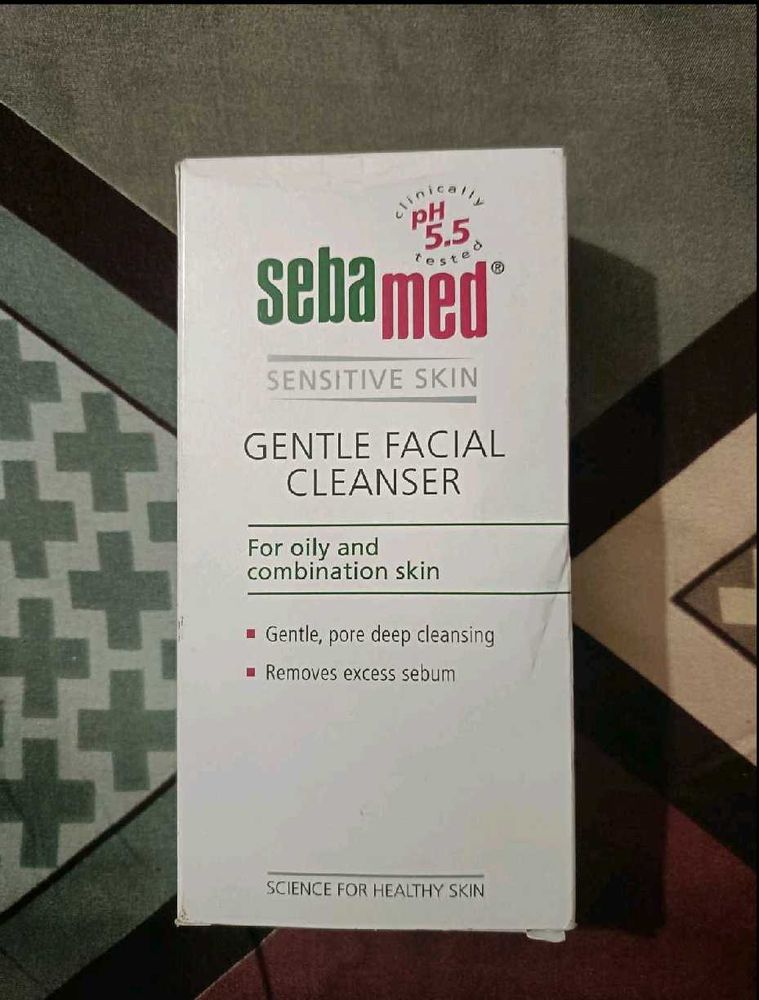 clinically
pH
5.5
tested
sebamed®
SENSITIVE SKIN
GENTLE FACIAL
CLEANSER
For oily and
combination skin
Gentle, pore deep cleansing
Removes excess sebum
SCIENCE FOR HEALTHY SKIN